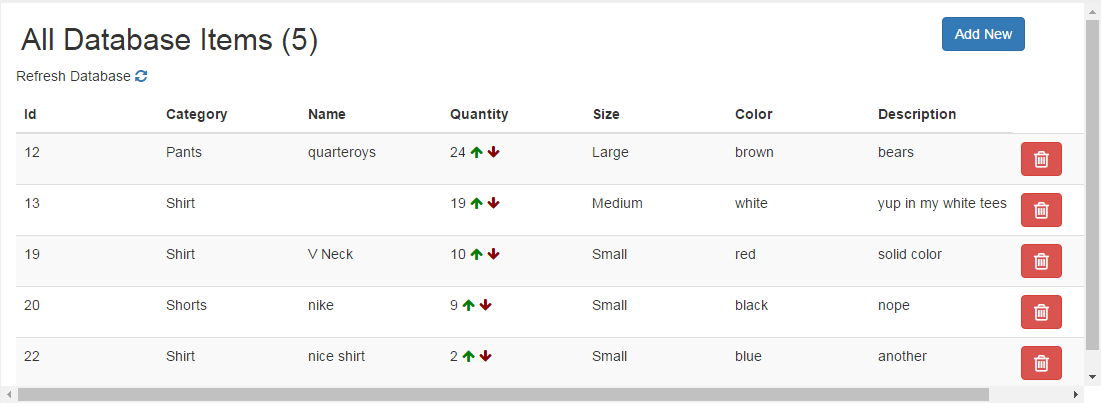 All Database Items (5)
Add New
Refresh Database
Id Category Name Quantity Size Color Description
12 Pants quarteroys 24 Large brown bears
13 Shirt 19 Medium white yup in my white tees
19 Shirt V Neck 10 Small red solid color
20 Shorts nike 9 Small black nope
22 Shirt nice shirt 2 Small blue another